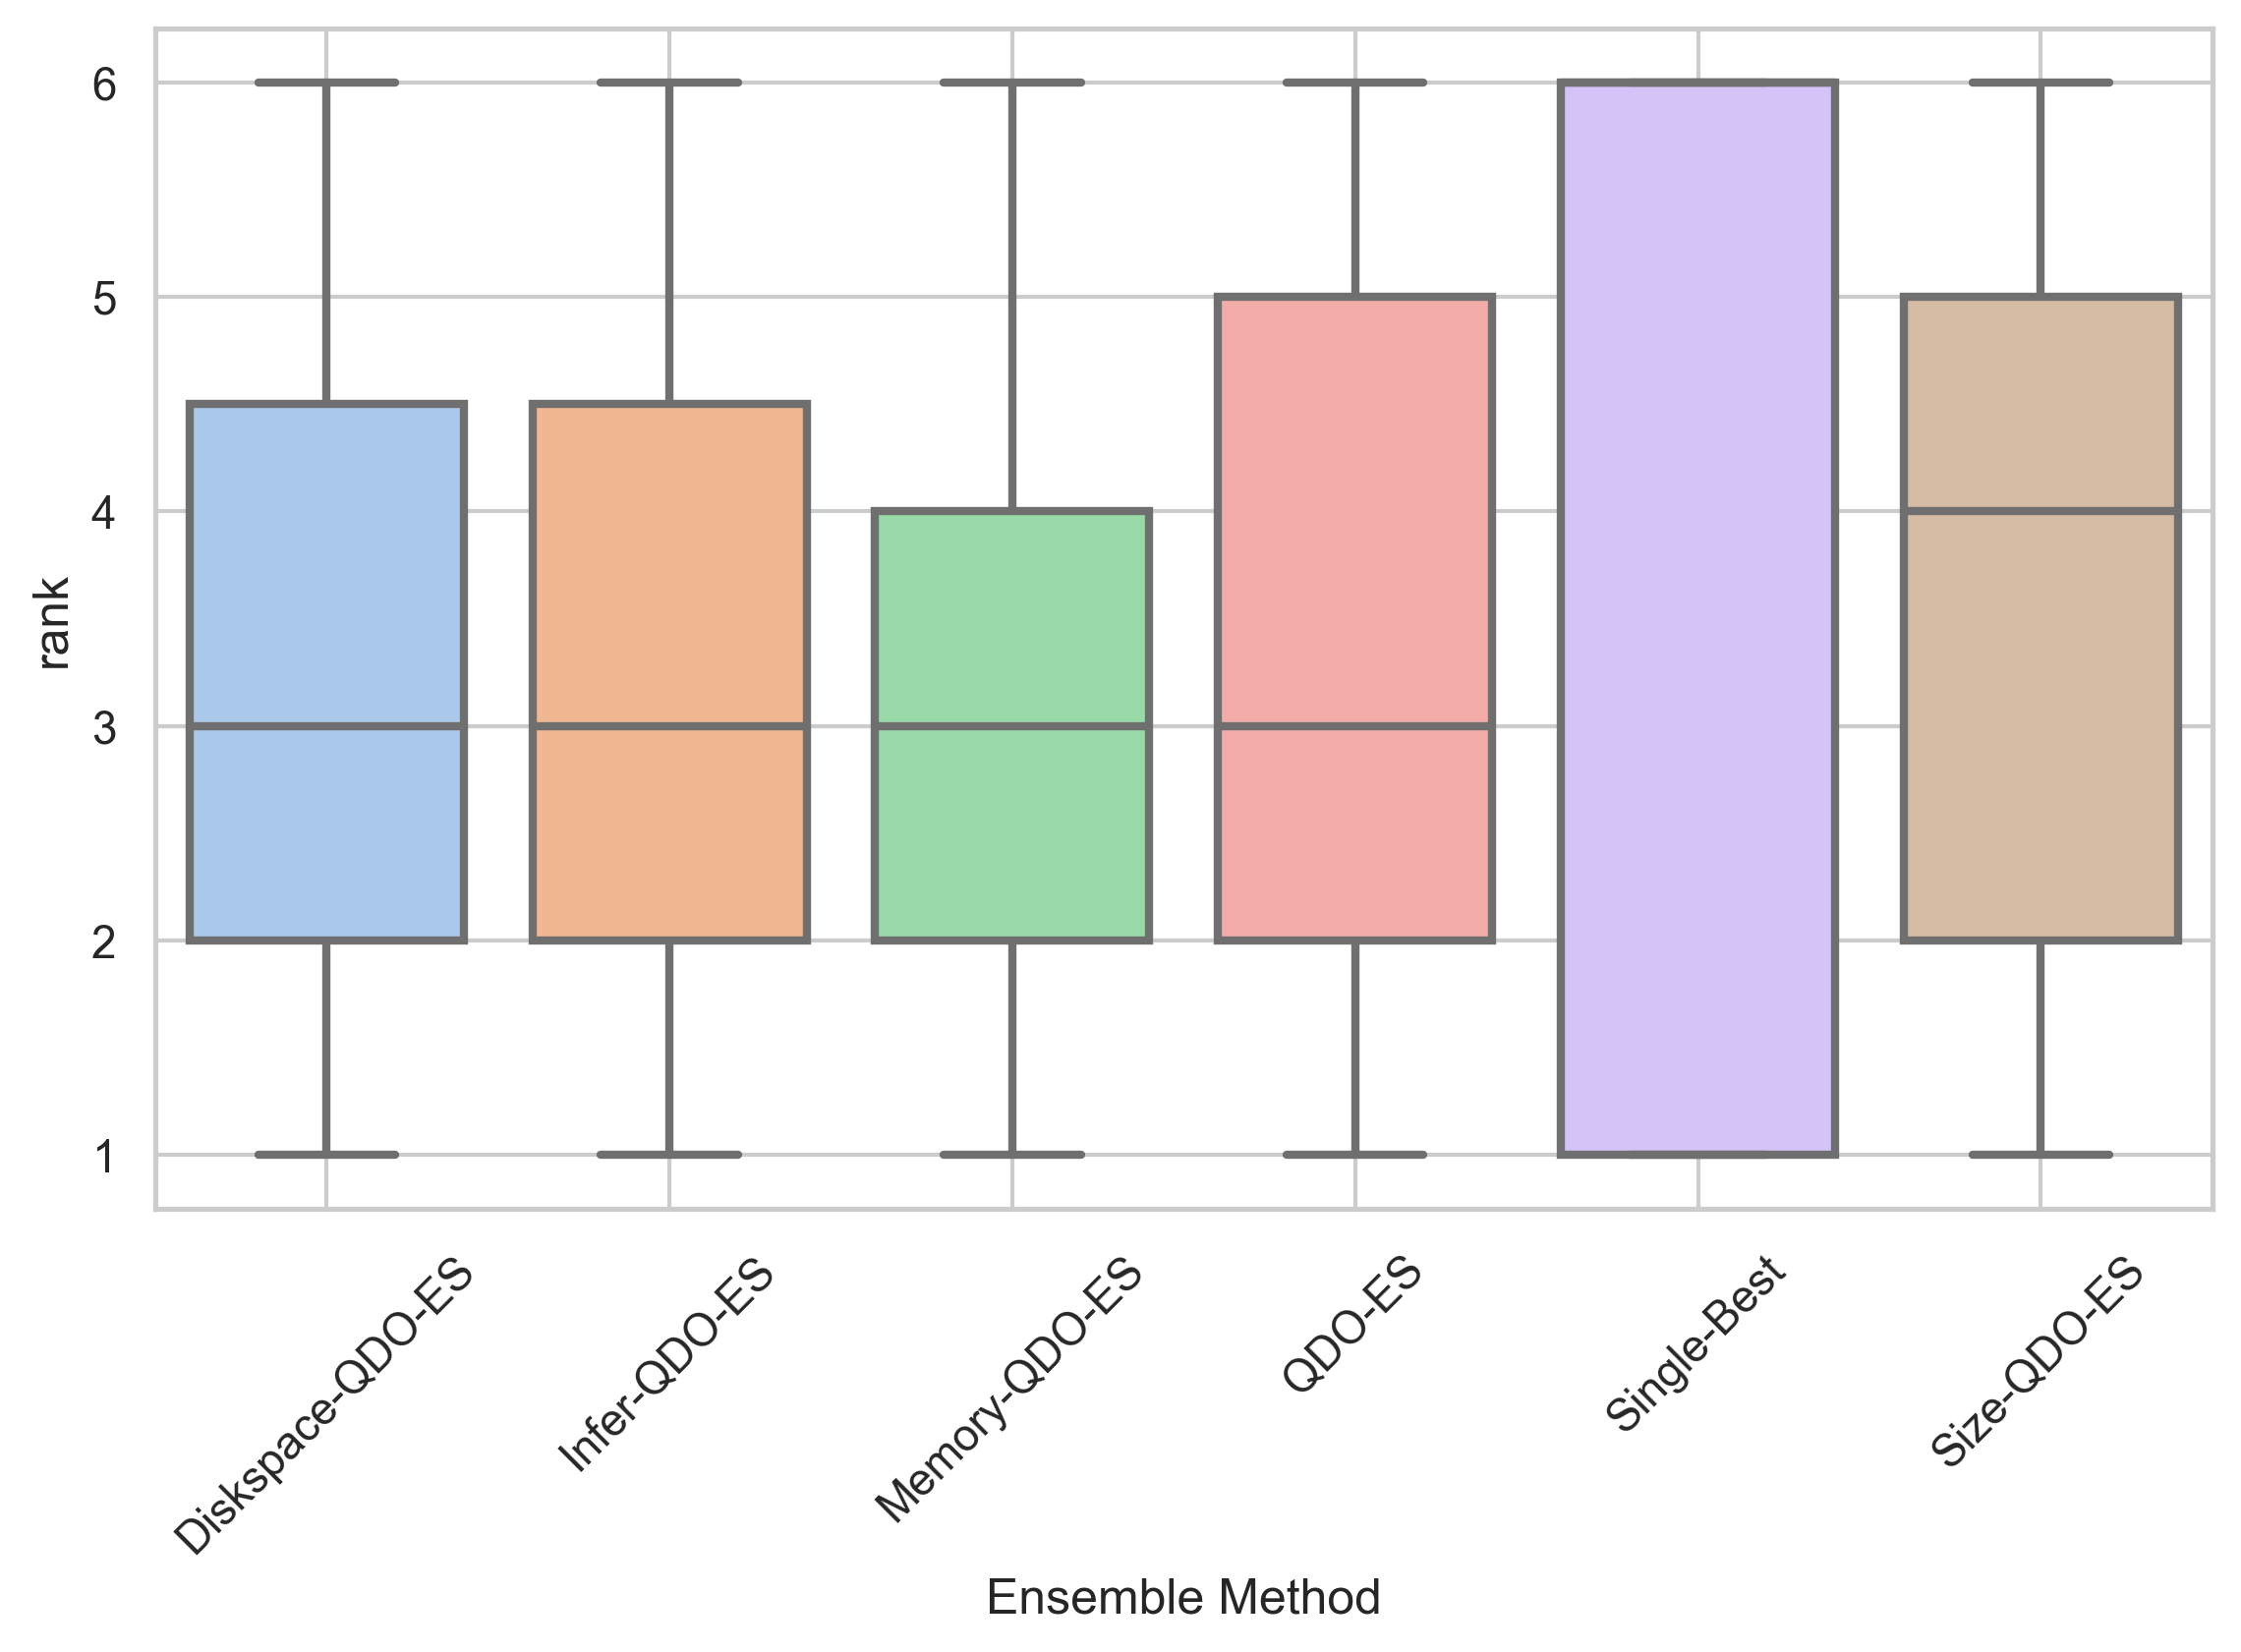 rank
6
5
4
3
2
1
Diskspace-QDO-ES
Infer-QDO-ES
Memory-QDO-ES
QDO-ES
Single-Best
Size-QDO-ES
Ensemble Method